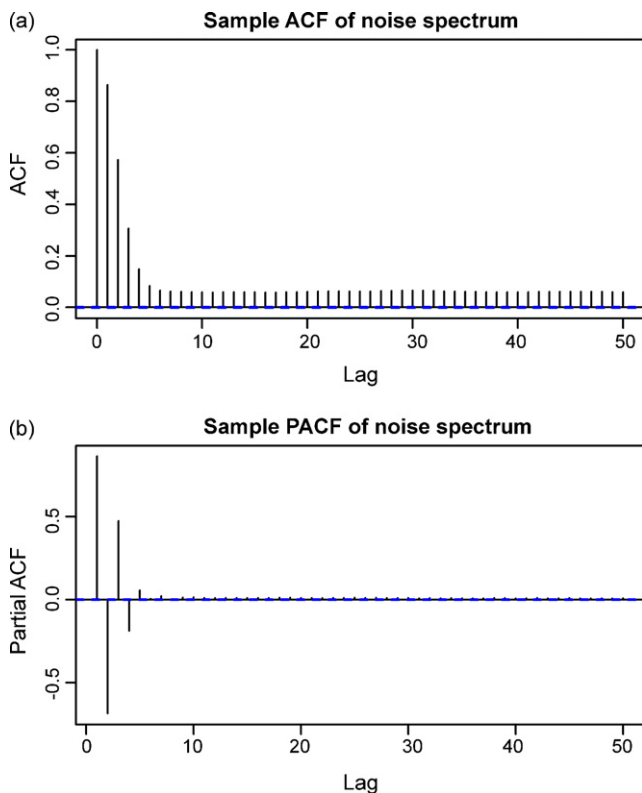 (a)
Sample ACF of noise spectrum
ACF
1.0
0.8
0.6
0.4
0.2
0.0
0 10 20 30 40 50
Lag
(b)
Sample PACF of noise spectrum
Partial ACF
0.5
0.0
-0.5
0 10 20 30 40 50
Lag